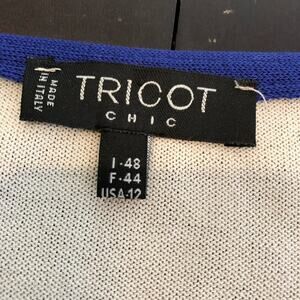 MADE
IN ITALY
TRICOT
CHIC
I-48
F-44
USA-12